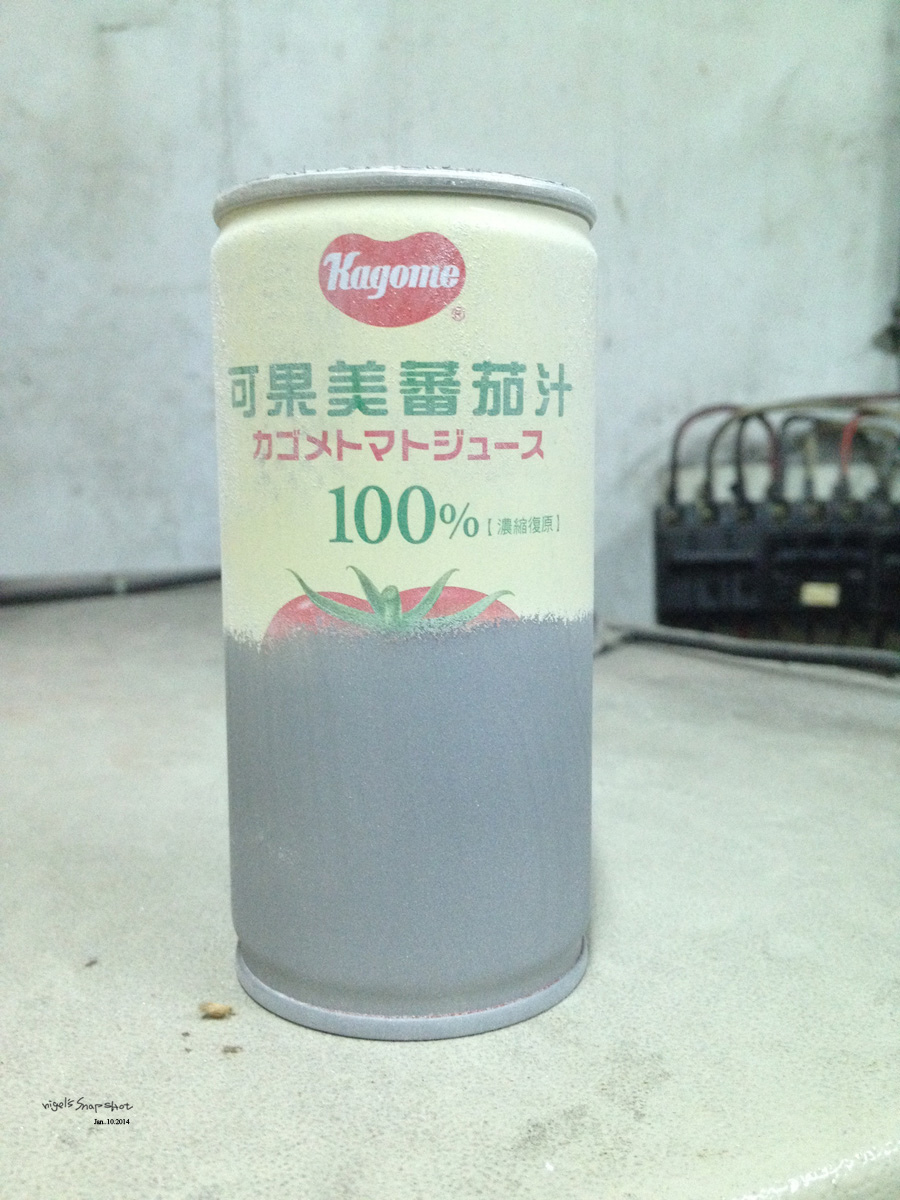 Kagome
®
可果美蕃茄汁
カゴメトマトジュース
100%【濃縮復原】
nigel's Snapshot
Jan.10.2014